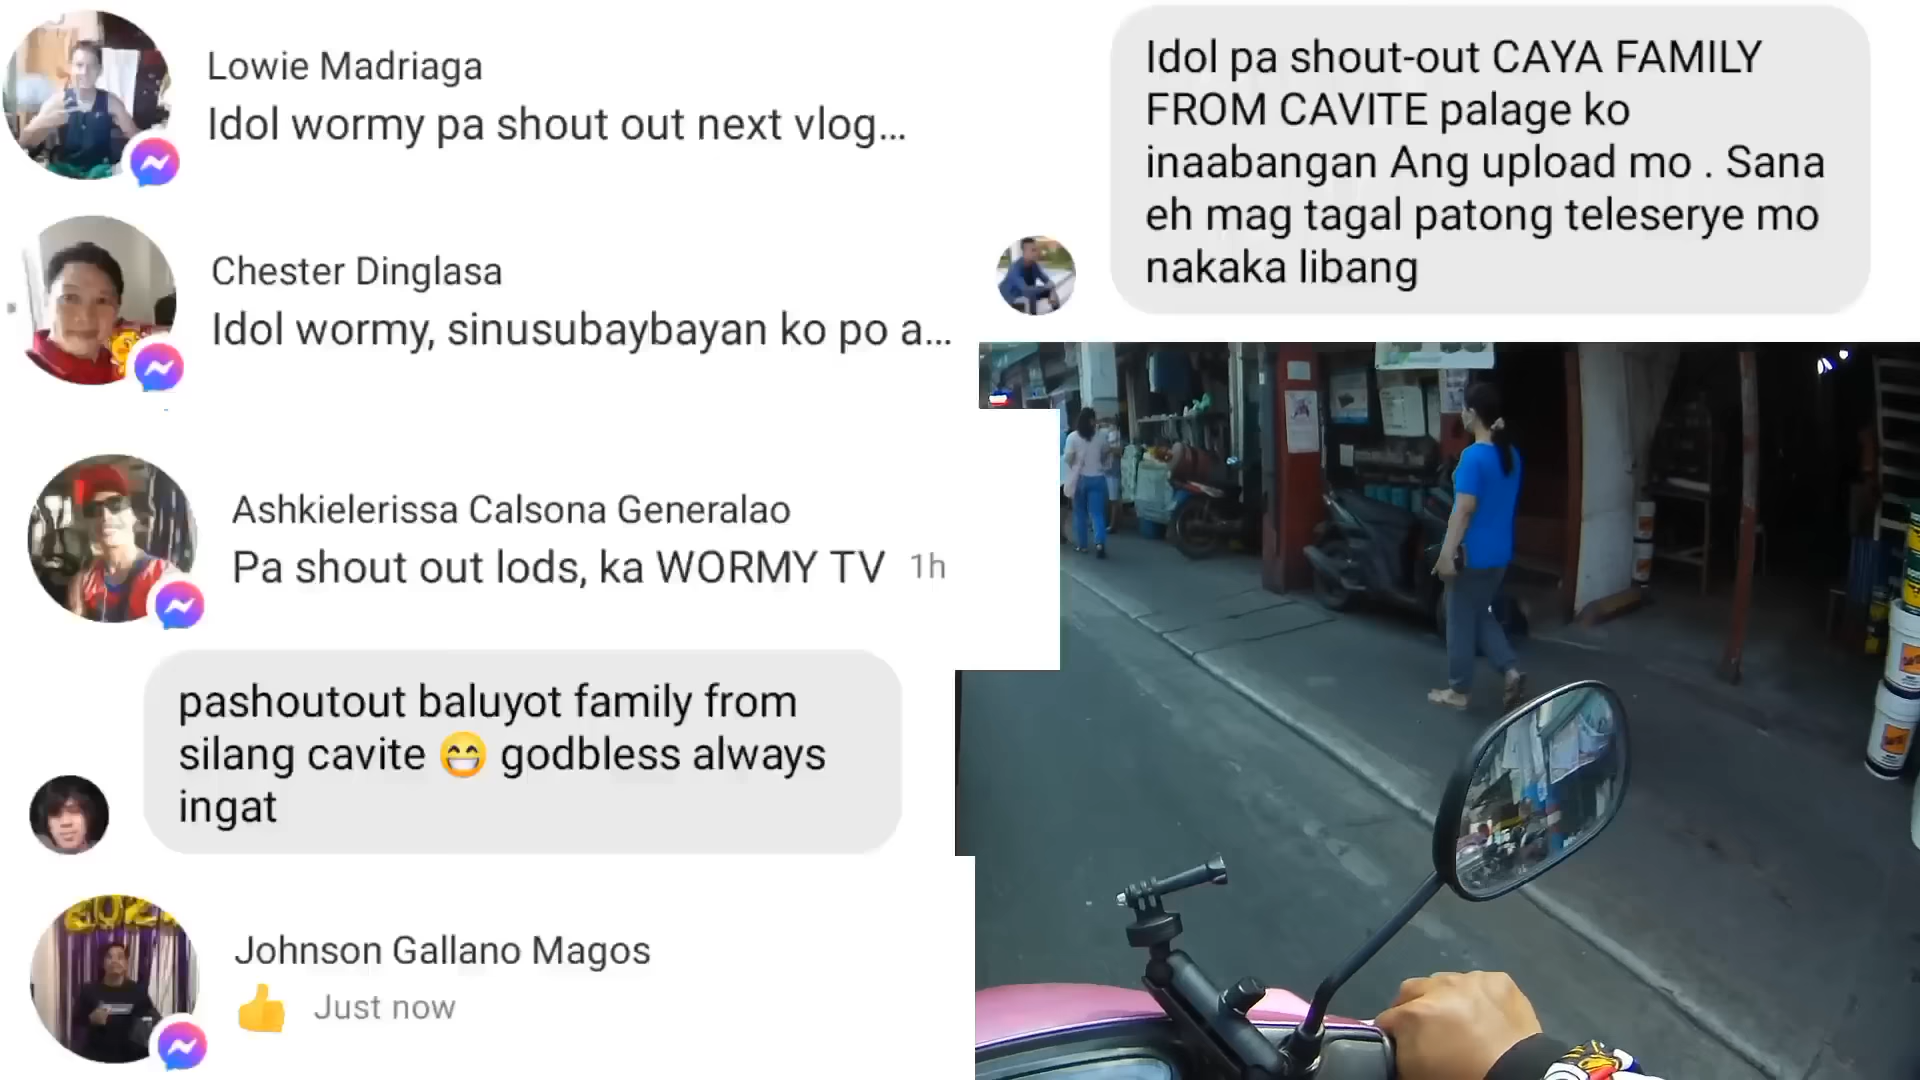 Lowie Madriaga
Idol wormy pa shout out next vlog...
Chester Dinglasa
Idol wormy, sinusubaybayan ko po a...
Ashkielerissa Calsona Generalao
Pa shout out lods, ka WORMY TV 1h
pashoutout baluyot family from
silang cavite 😁 godbless always
ingat
Johnson Gallano Magos
👍 Just now
Idol pa shout-out CAYA FAMILY
FROM CAVITE palage ko
inaabangan Ang upload mo . Sana
eh mag tagal patong teleserye mo
nakaka libang